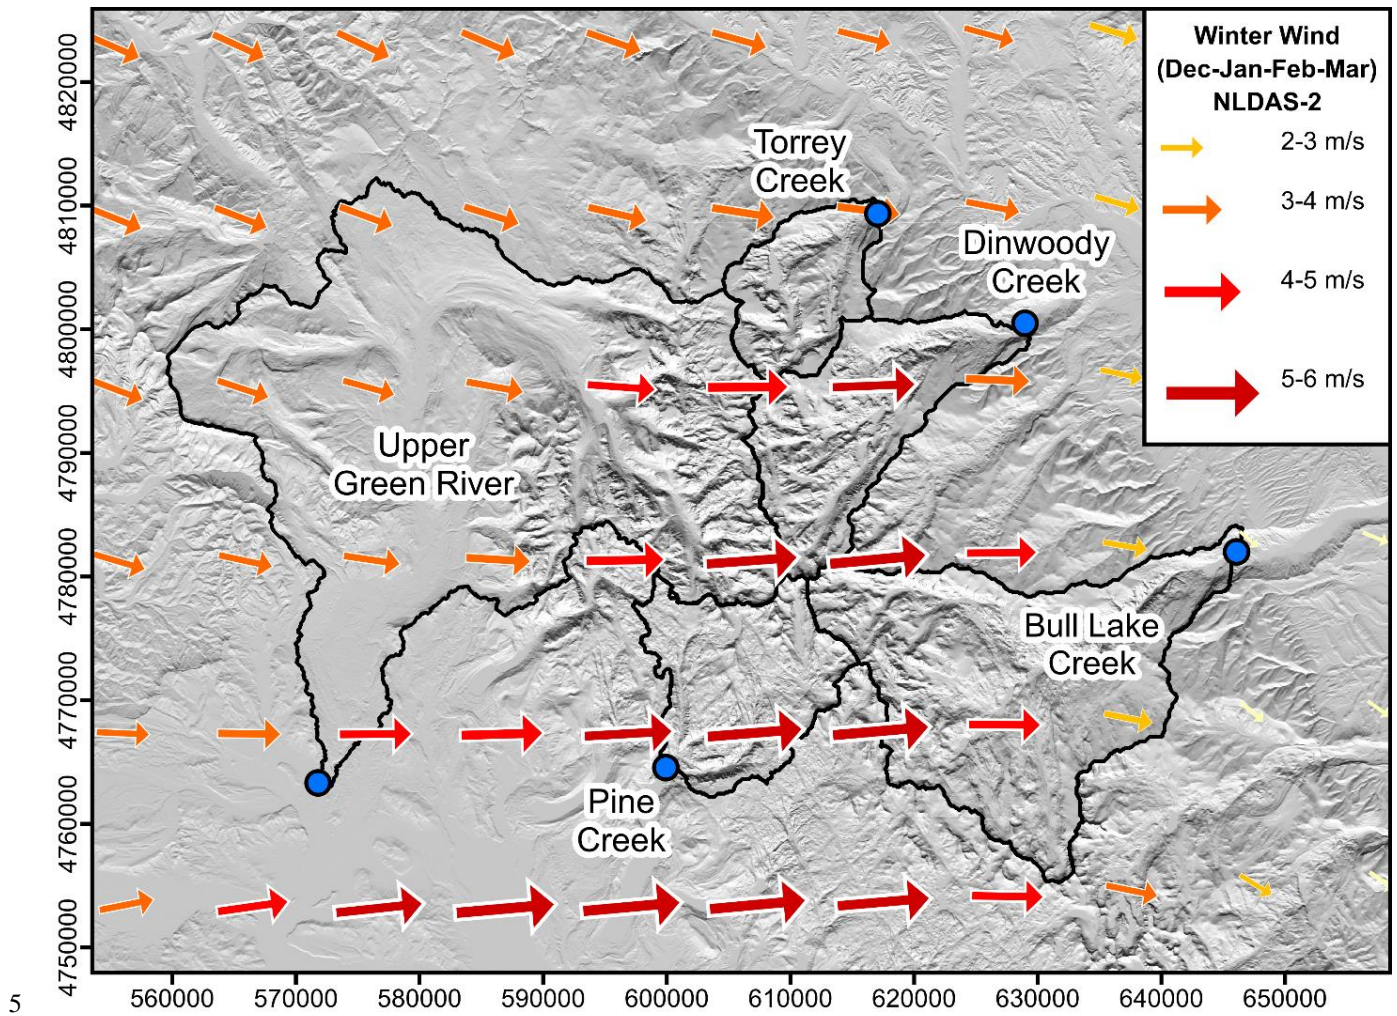 Winter Wind
(Dec-Jan-Feb-Mar)
NLDAS-2
2-3 m/s
3-4 m/s
4-5 m/s
5-6 m/s
4820000
4810000
4800000
4790000
4780000
4770000
4760000
4750000
Torrey
Creek
Dinwoody
Creek
Upper
Green River
Bull Lake
Creek
Pine
Creek
560000
570000
580000
590000
600000
610000
620000
630000
640000
650000
5